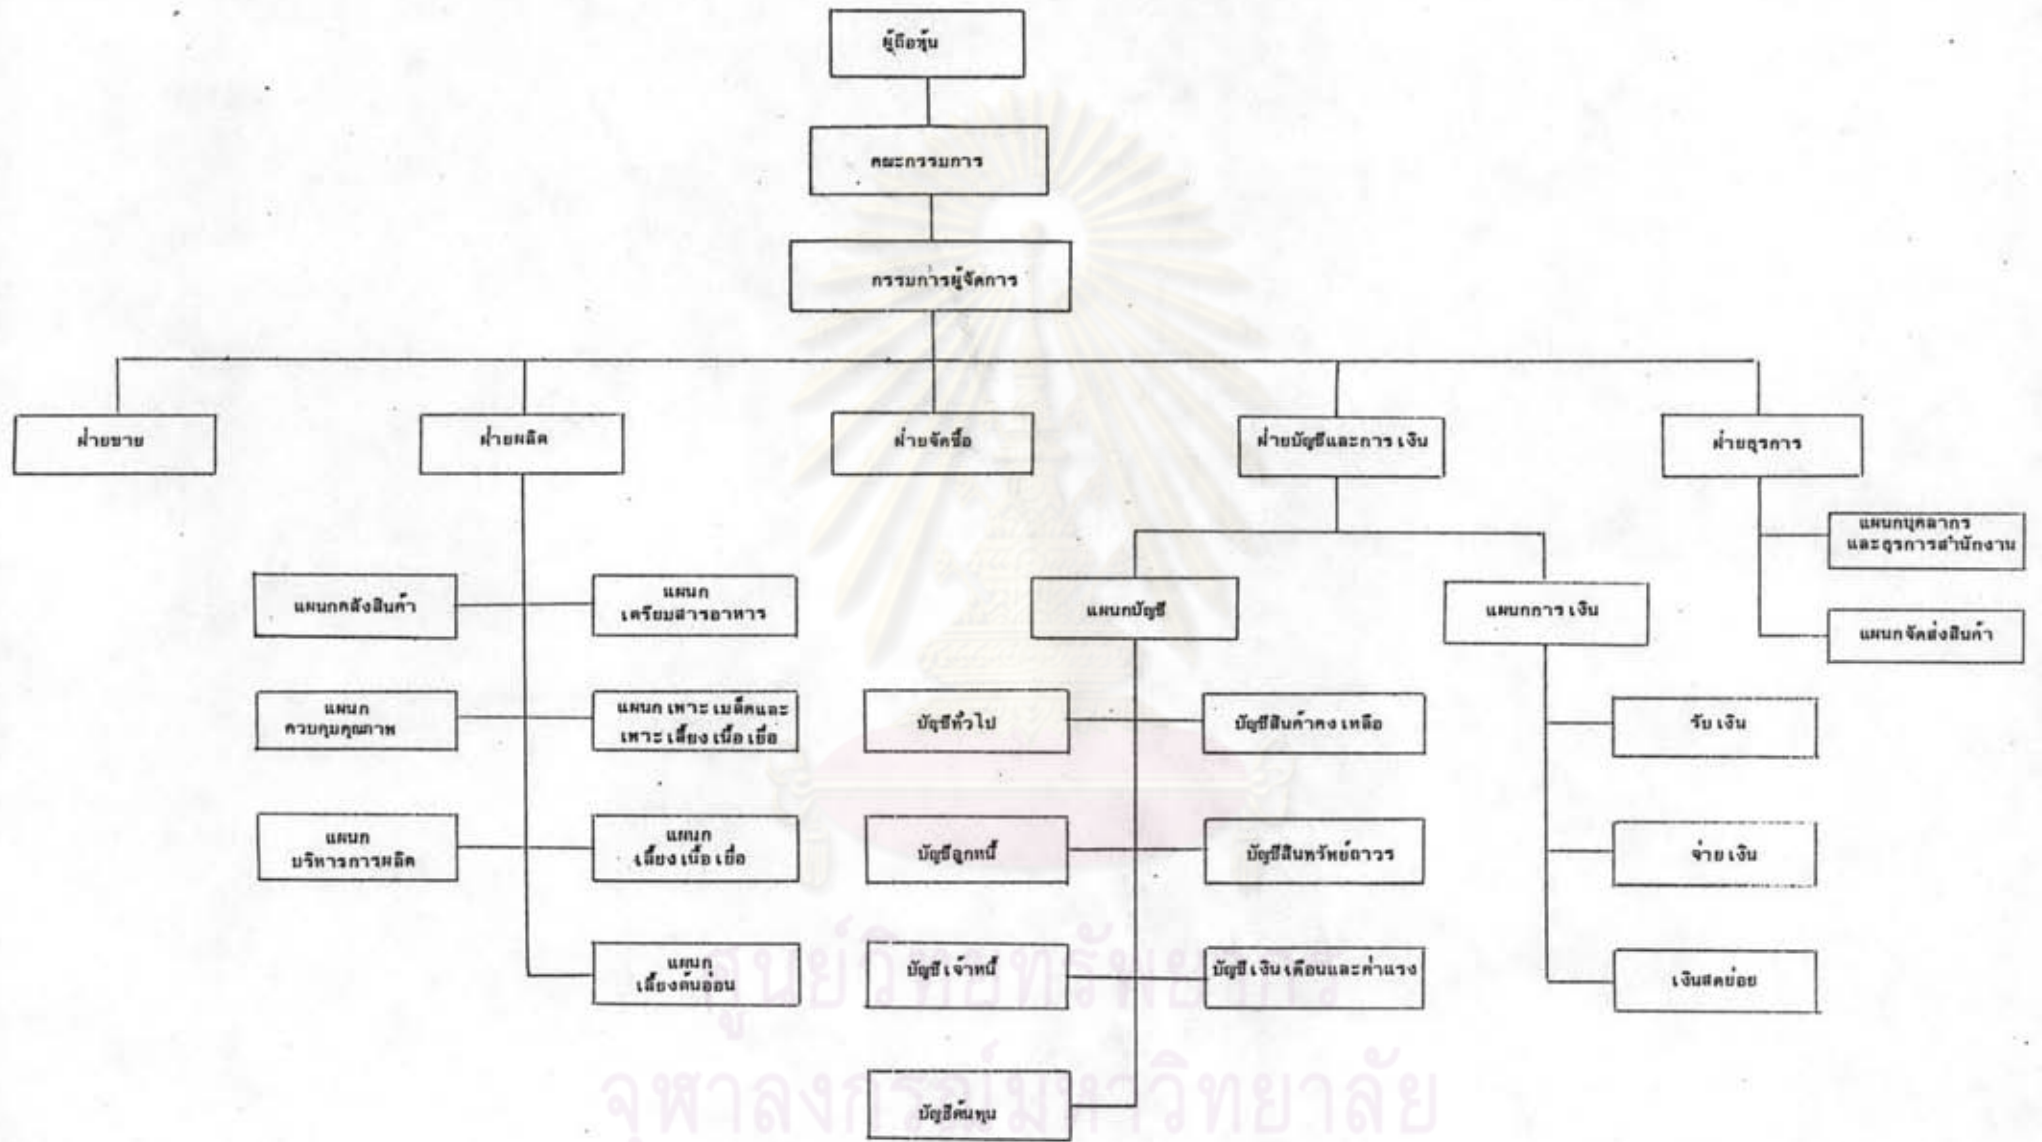 ผู้ถือหุ้น
คณะกรรมการ
กรรมการผู้จัดการ
ฝ่ายขาย
ฝ่ายผลิต
ฝ่ายจัดซื้อ
ฝ่ายบัญชีและการเงิน
ฝ่ายธุรการ
แผนกบุคลากร
และธุรการสำนักงาน
แผนกจัดส่งสินค้า
แผนกคลังสินค้า
แผนก
เตรียมสารอาหาร
แผนกบัญชี
แผนกการเงิน
แผนก
ควบคุมคุณภาพ
แผนกเพาะเมล็ดและ
เพาะเลี้ยงเนื้อเยื่อ
บัญชีทั่วไป
บัญชีสินค้าคงเหลือ
รับเงิน
แผนก
บริหารการผลิต
แผนก
เลี้ยงเนื้อเยื่อ
บัญชีลูกหนี้
บัญชีสินทรัพย์ถาวร
จ่ายเงิน
แผนก
เลี้ยงต้นอ่อน
บัญชีเจ้าหนี้
บัญชีเงินเดือนและค่าแรง
เงินสดย่อย
บัญชีต้นทุน
ศูนย์วิทยทรัพยากร
จุฬาลงกรณ์มหาวิทยาลัย